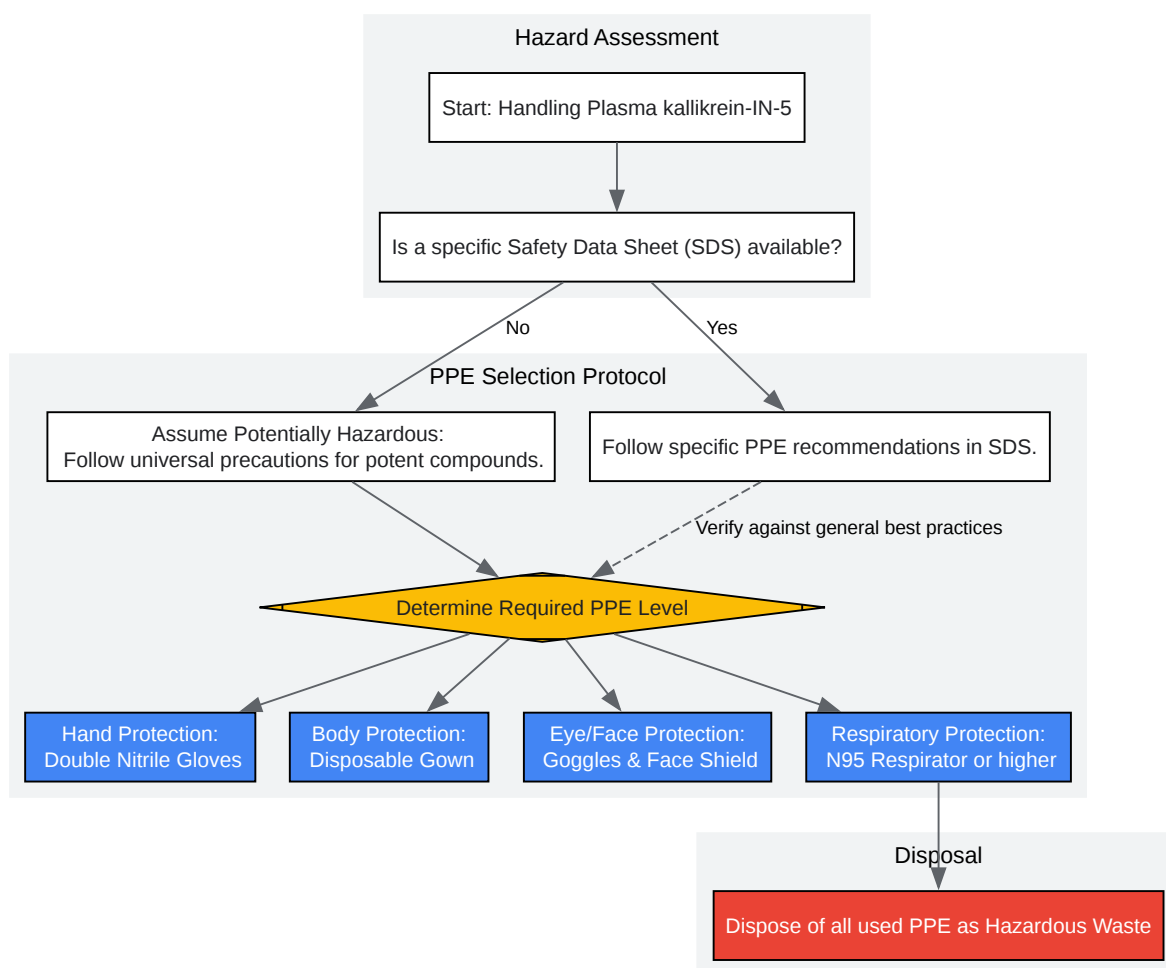 Hazard Assessment
Start: Handling Plasma kallikrein-IN-5
Is a specific Safety Data Sheet (SDS) available?
No
Yes
PPE Selection Protocol
Assume Potentially Hazardous:
Follow universal precautions for potent compounds.
Follow specific PPE recommendations in SDS.
Verify against general best practices
Determine Required PPE Level
Hand Protection:
Double Nitrile Gloves
Body Protection:
Disposable Gown
Eye/Face Protection:
Goggles & Face Shield
Respiratory Protection:
N95 Respirator or higher
Disposal
Dispose of all used PPE as Hazardous Waste